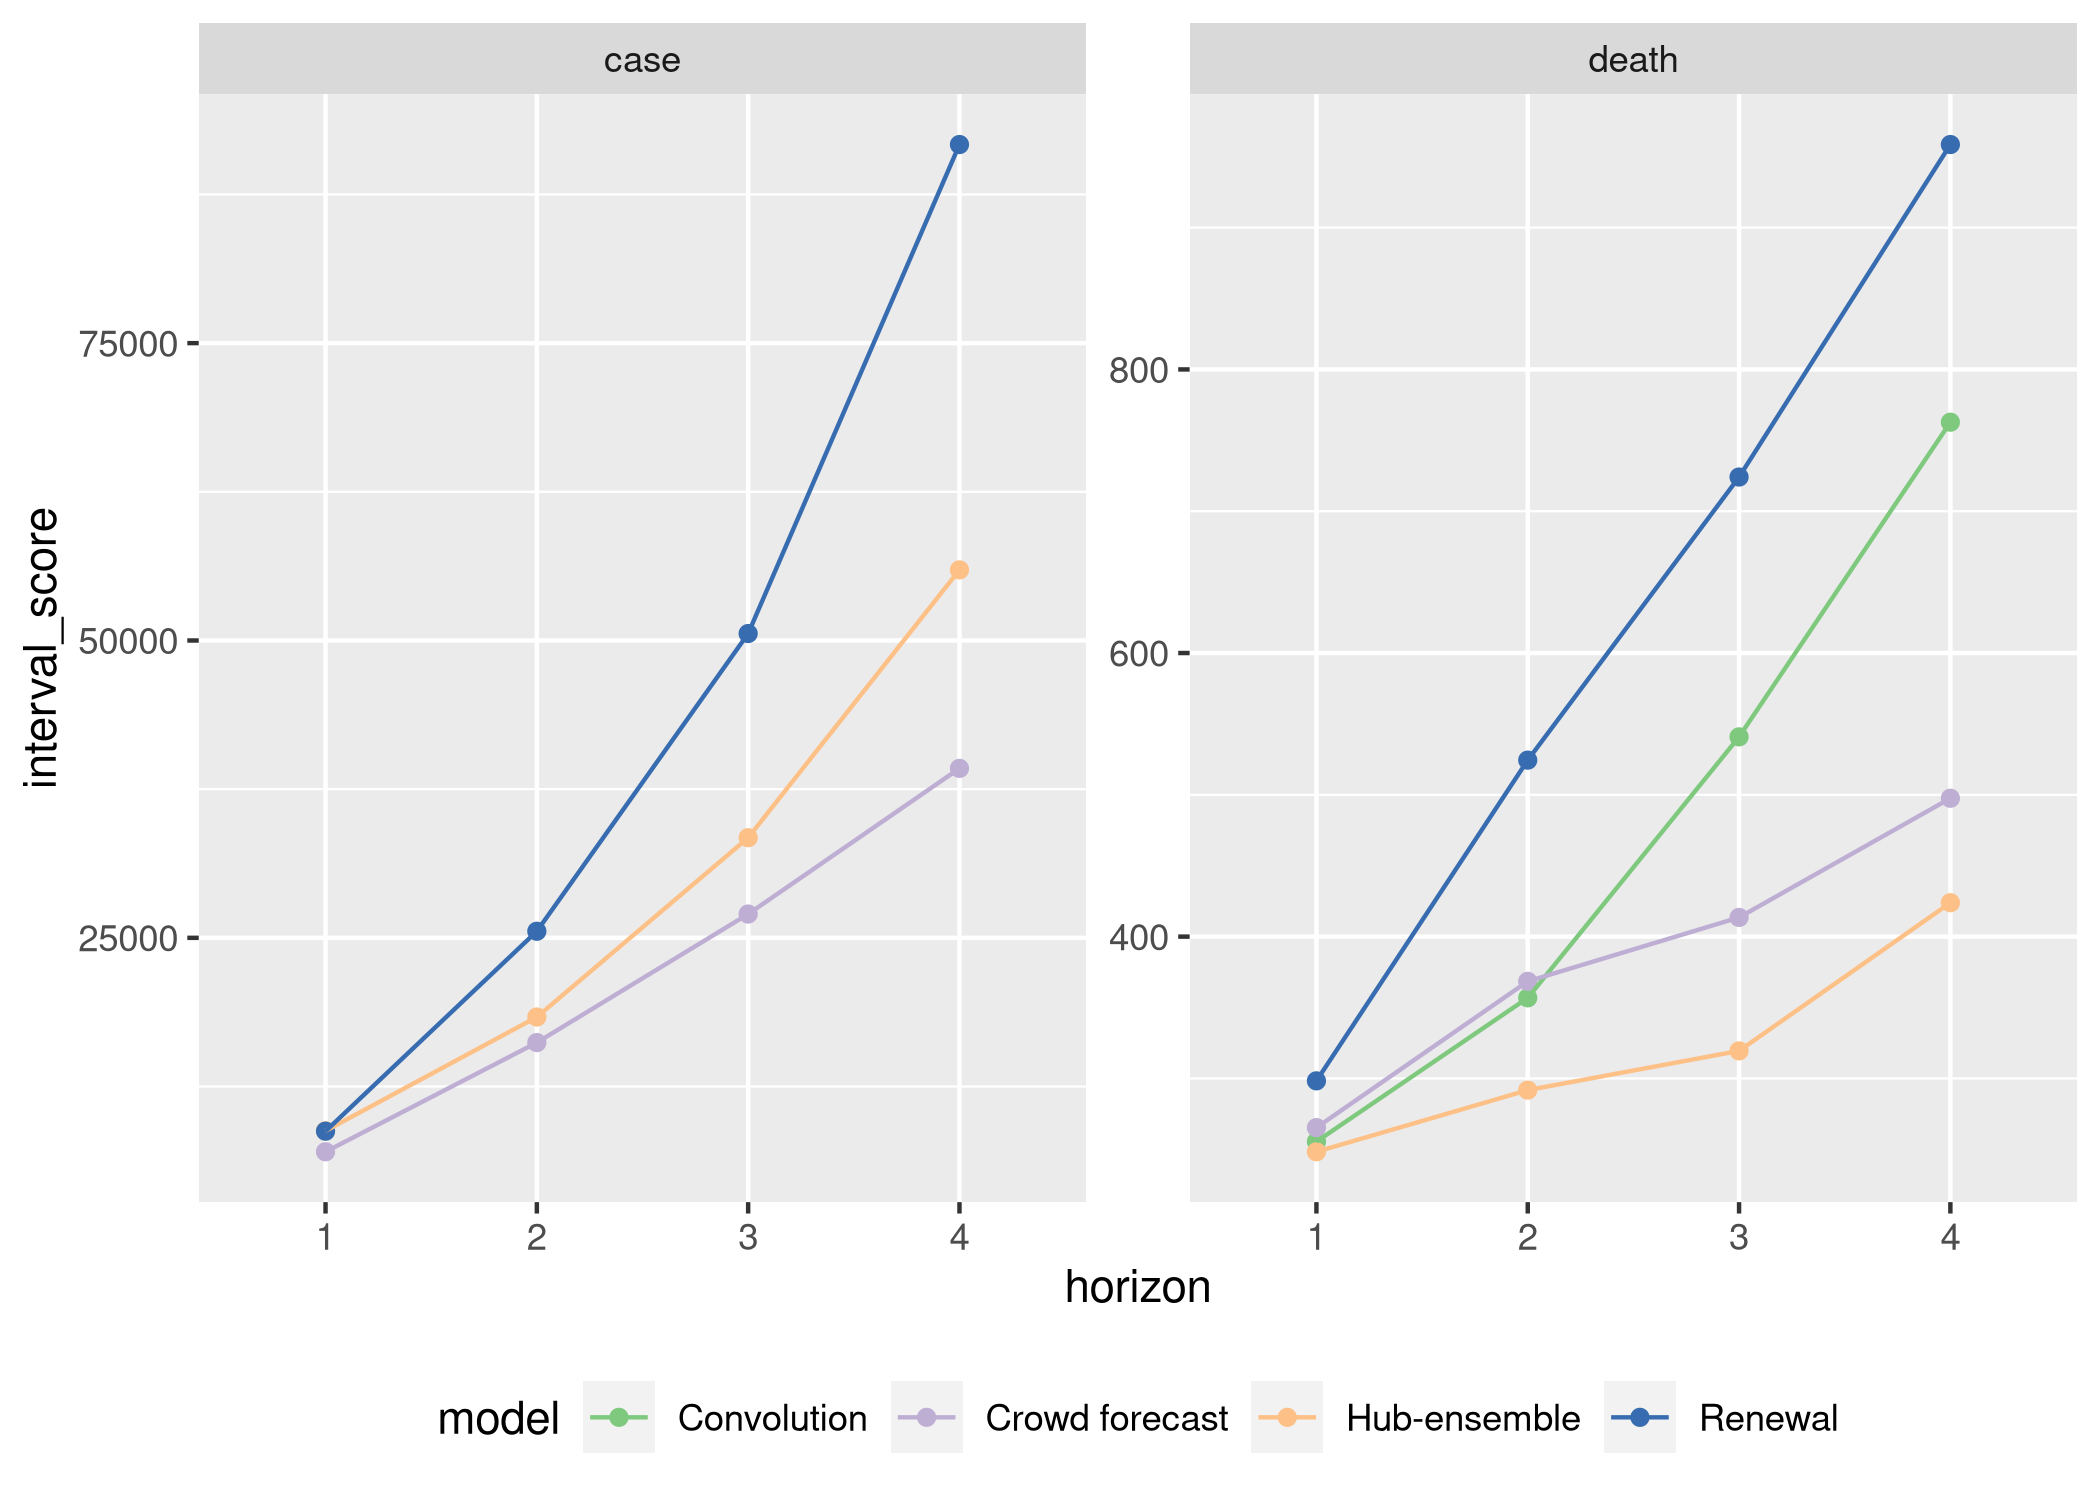 case
death
interval_score
75000
50000
25000
800
600
400
1 2 3 4
1 2 3 4
horizon
model Convolution Crowd forecast Hub-ensemble Renewal